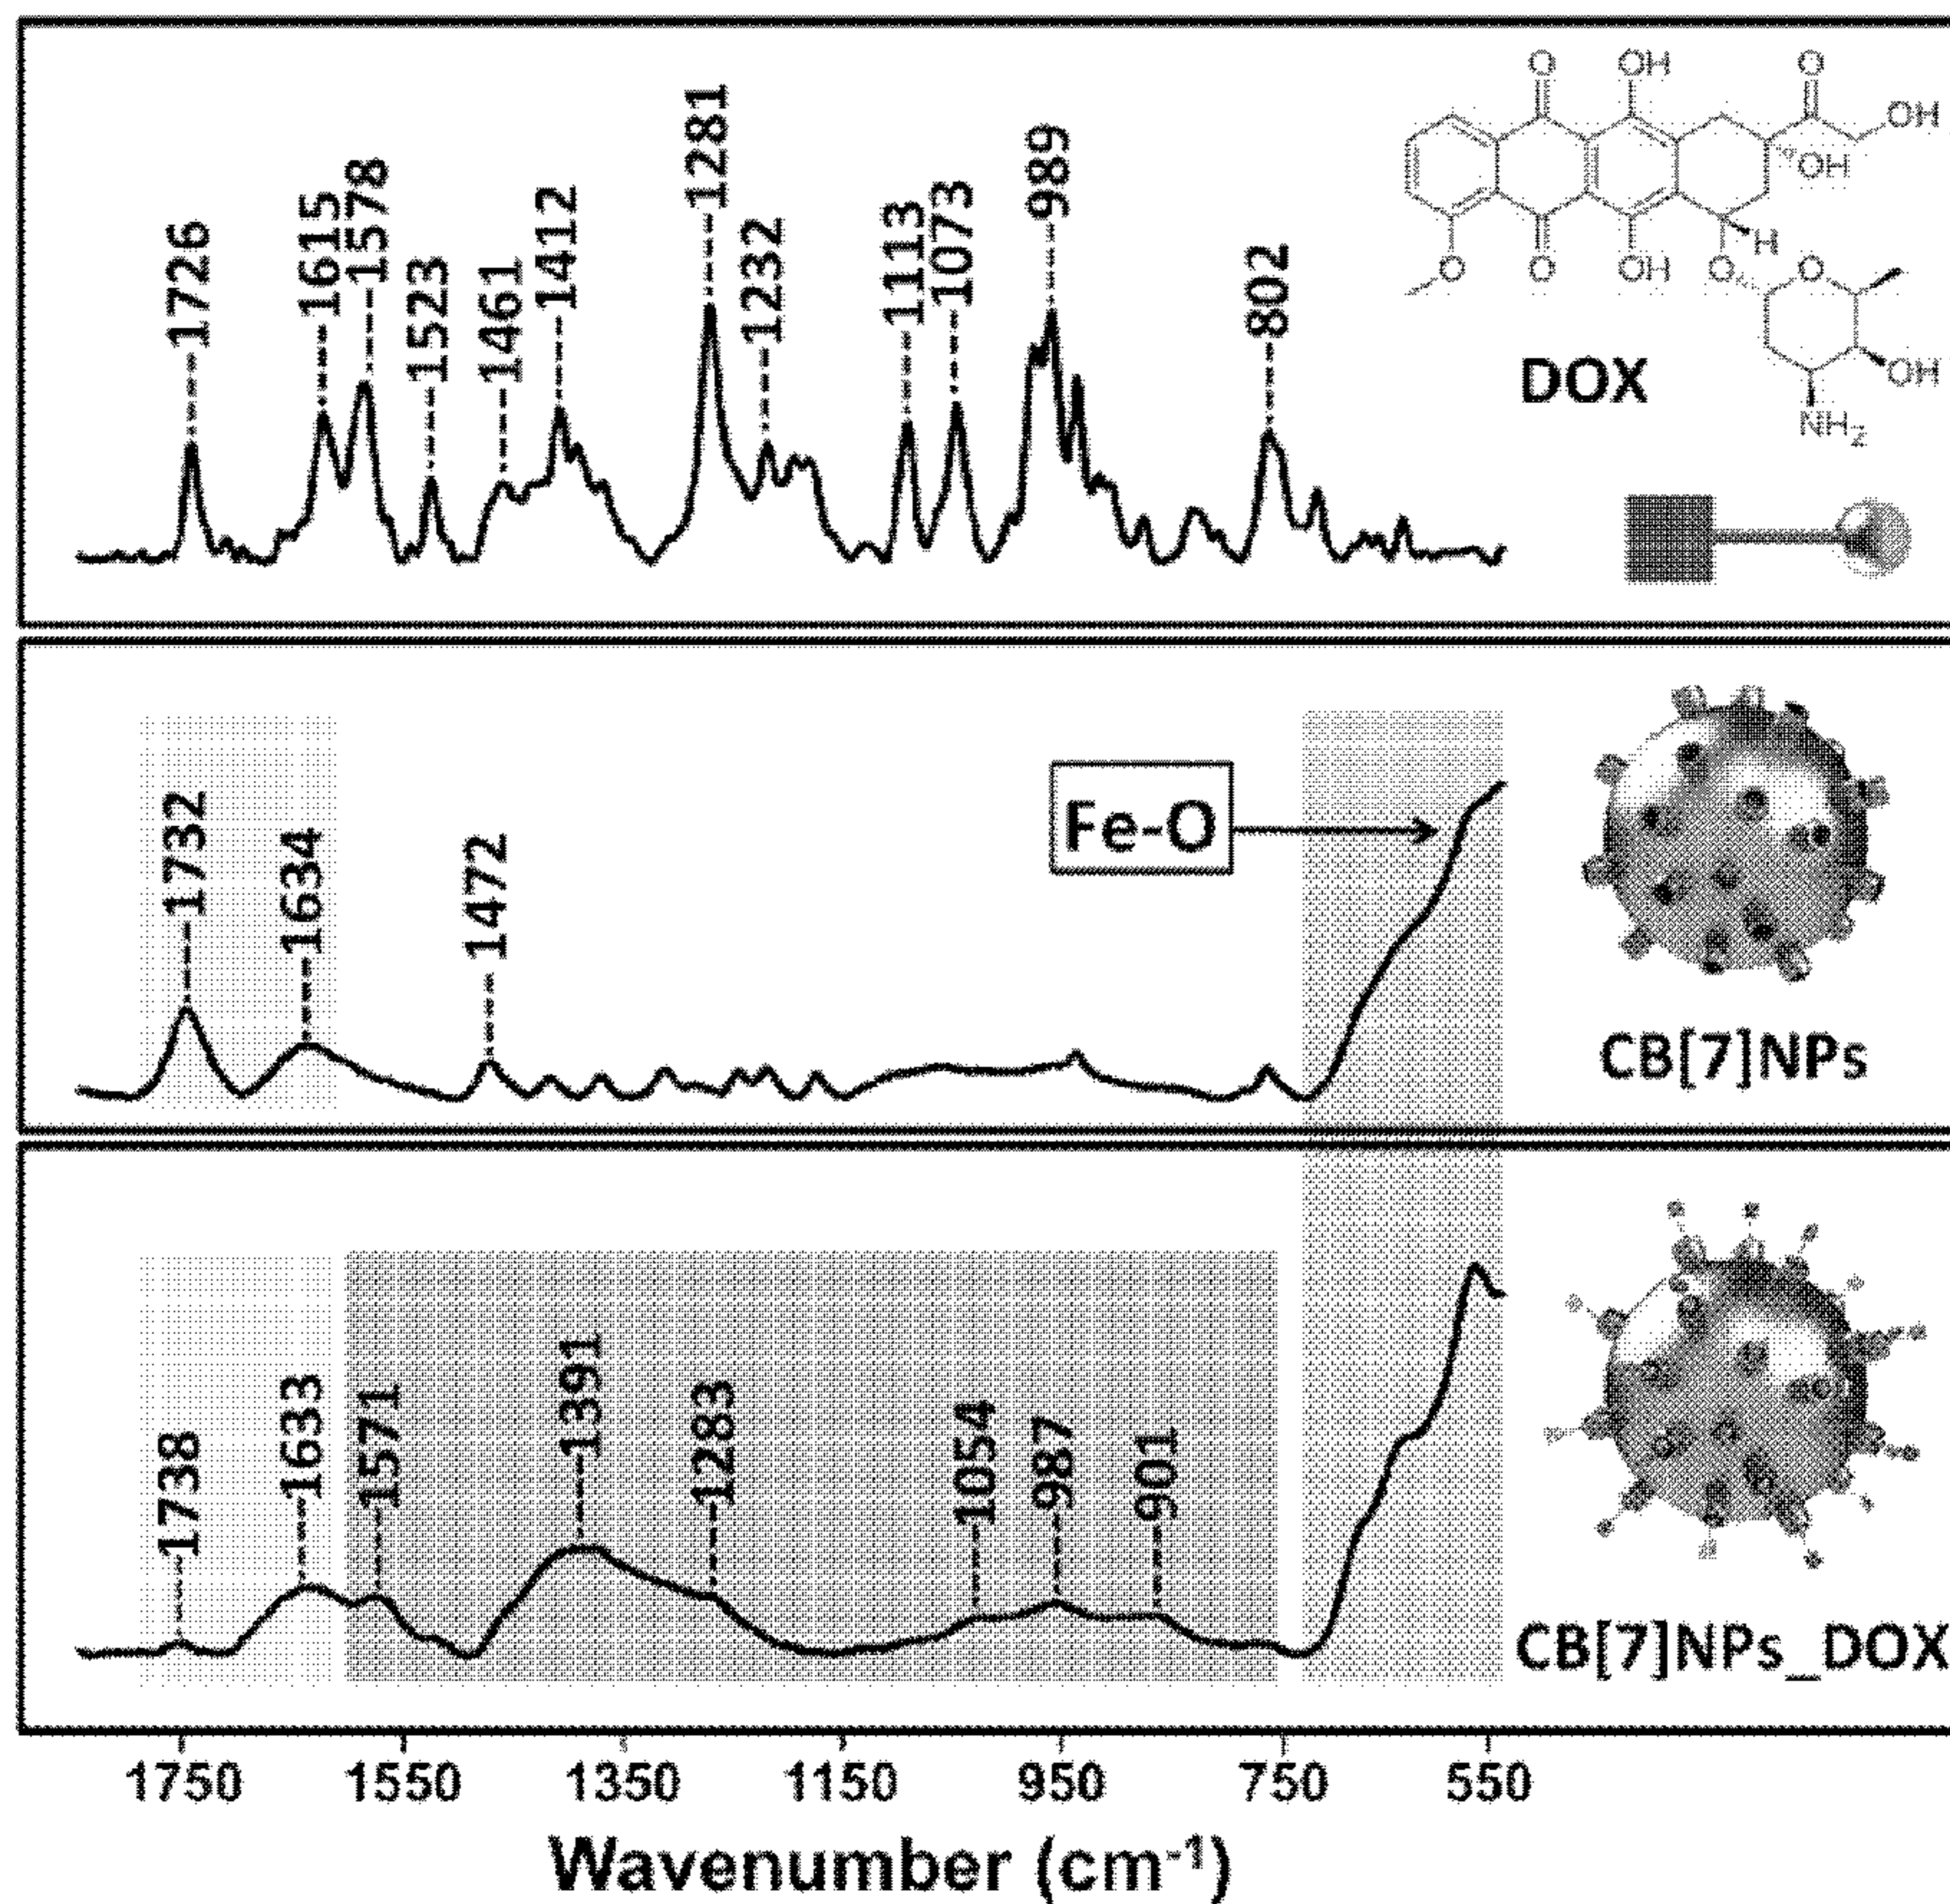 1726
1615
1578
1523
1461
1412
1281
1232
1113
1073
989
802
O
OH
O
OH
OH
O
O
OH
H
O
O
OH
NH2
DOX
1732
1634
1472
Fe-O
CB[7]NPs
1738
1633
1571
1391
1283
1054
987
901
CB[7]NPs_DOX
1750 1550 1350 1150 950 750 550
Wavenumber (cm-1)